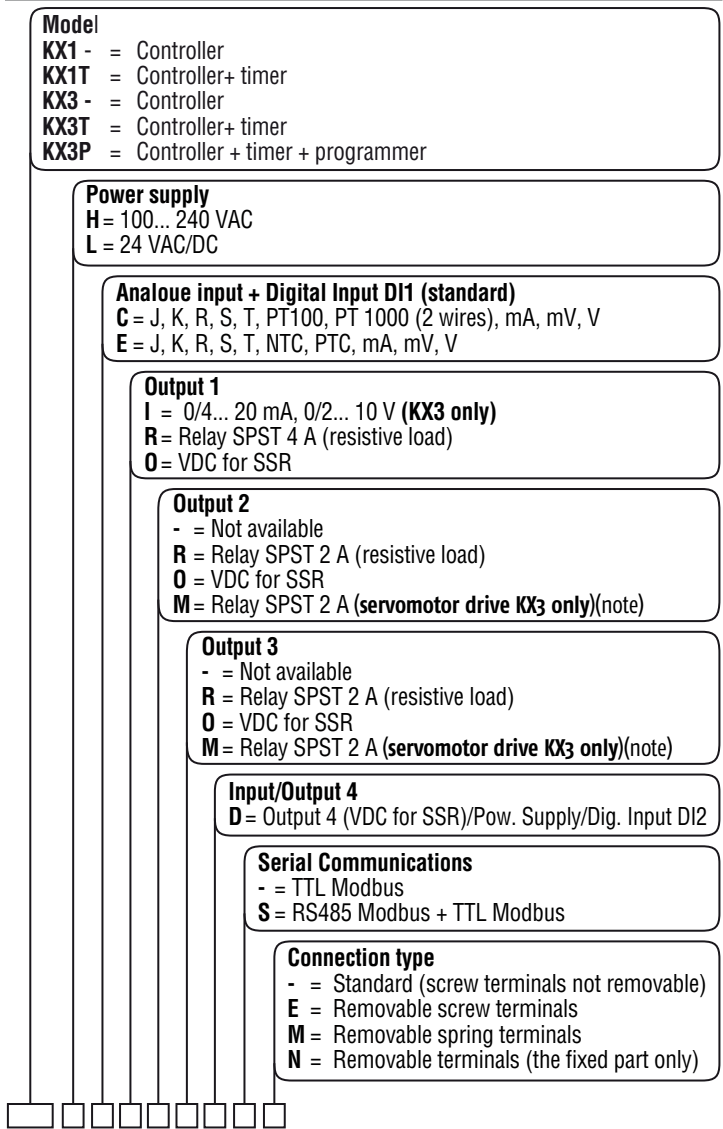 Model
KX1 - = Controller
KX1T = Controller+ timer
KX3 - = Controller
KX3T = Controller+ timer
KX3P = Controller + timer + programmer
Power supply
H = 100... 240 VAC
L = 24 VAC/DC
Analoue input + Digital Input DI1 (standard)
C = J, K, R, S, T, PT100, PT 1000 (2 wires), mA, mV, V
E = J, K, R, S, T, NTC, PTC, mA, mV, V
Output 1
I = 0/4... 20 mA, 0/2... 10 V (KX3 only)
R = Relay SPST 4 A (resistive load)
O = VDC for SSR
Output 2
- = Not available
R = Relay SPST 2 A (resistive load)
O = VDC for SSR
M = Relay SPST 2 A (servomotor drive KX3 only)(note)
Output 3
- = Not available
R = Relay SPST 2 A (resistive load)
O = VDC for SSR
M = Relay SPST 2 A (servomotor drive KX3 only)(note)
Input/Output 4
D = Output 4 (VDC for SSR)/Pow. Supply/Dig. Input DI2
Serial Communications
- = TTL Modbus
S = RS485 Modbus + TTL Modbus
Connection type
- = Standard (screw terminals not removable)
E = Removable screw terminals
M = Removable spring terminals
N = Removable terminals (the fixed part only)